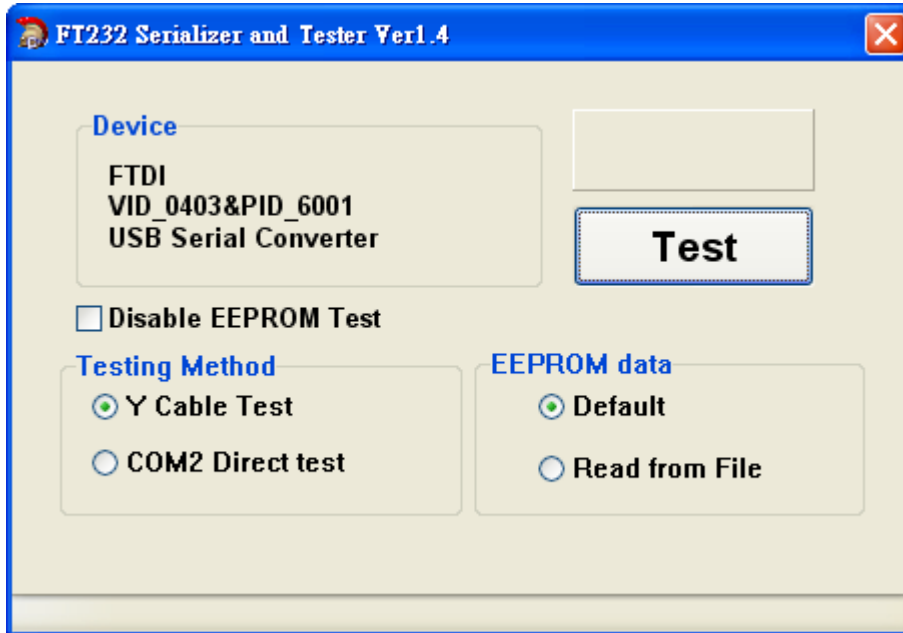 FT232 Serializer and Tester Ver1.4
Device
FTDI
VID_0403&PID_6001
USB Serial Converter
Test
Disable EEPROM Test
Testing Method
Y Cable Test
COM2 Direct test
EEPROM data
Default
Read from File